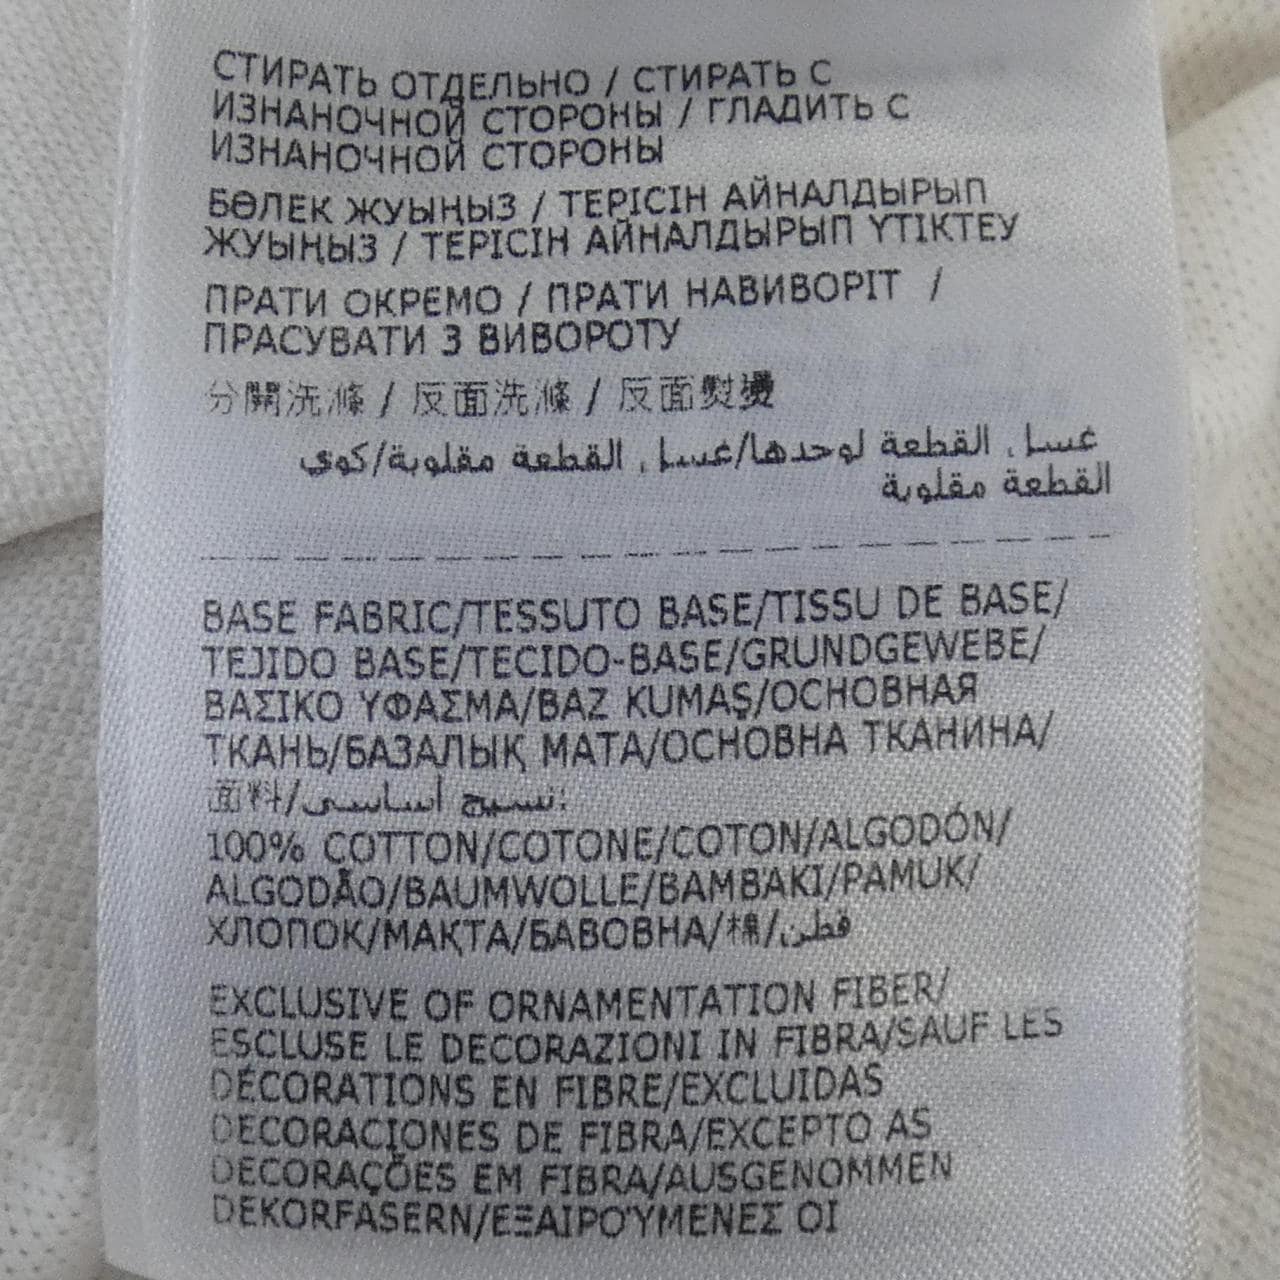 СТИРАТЬ ОТДЕЛЬНО / СТИРАТЬ С
ИЗНАНОЧНОЙ СТОРОНЫ / ГЛАДИТЬ С
ИЗНАНОЧНОЙ СТОРОНЫ
БӨЛЕК ЖУЫҢЫЗ / ТЕРІСІН АЙНАЛДЫРЫП
ЖУЫҢЫЗ / ТЕРІСІН АЙНАЛДЫРЫП ҮТІКТЕУ
ПРАТИ ОКРЕМО / ПРАТИ НАВИВОРІТ /
ПРАСУВАТИ З ВИВОРОТУ
分開洗滌 / 反面洗滌 / 反面熨燙
غسل القطعة لوحدها/غسل القطعة مقلوبة/كوي
القطعة مقلوبة
BASE FABRIC/TESSUTO BASE/TISSU DE BASE/
TEJIDO BASE/TECIDO-BASE/GRUNDGEWEBE/
ΒΑΣΙΚΟ ΥΦΑΣΜΑ/BAZ KUMAŞ/ОСНОВНАЯ
ТКАНЬ/БАЗАЛЫҚ МАТА/ОСНОВНА ТКАНИНА/
面料/نسيج أساسي:
100% COTTON/COTONE/COTON/ALGODÓN/
ALGODÃO/BAUMWOLLE/ΒΑΜΒΑΚΙ/PAMUK/
ХЛОПОК/МАҚТА/БАВОВНА/棉/قطن
EXCLUSIVE OF ORNAMENTATION FIBER/
ESCLUSE LE DECORAZIONI IN FIBRA/SAUF LES
DÉCORATIONS EN FIBRE/EXCLUIDAS
DECORACIONES DE FIBRA/EXCEPTO AS
DECORAÇÕES EM FIBRA/AUSGENOMMEN
DEKORFASERN/ΕΞΑΙΡΟΎΜΕΝΕΣ ΟΙ